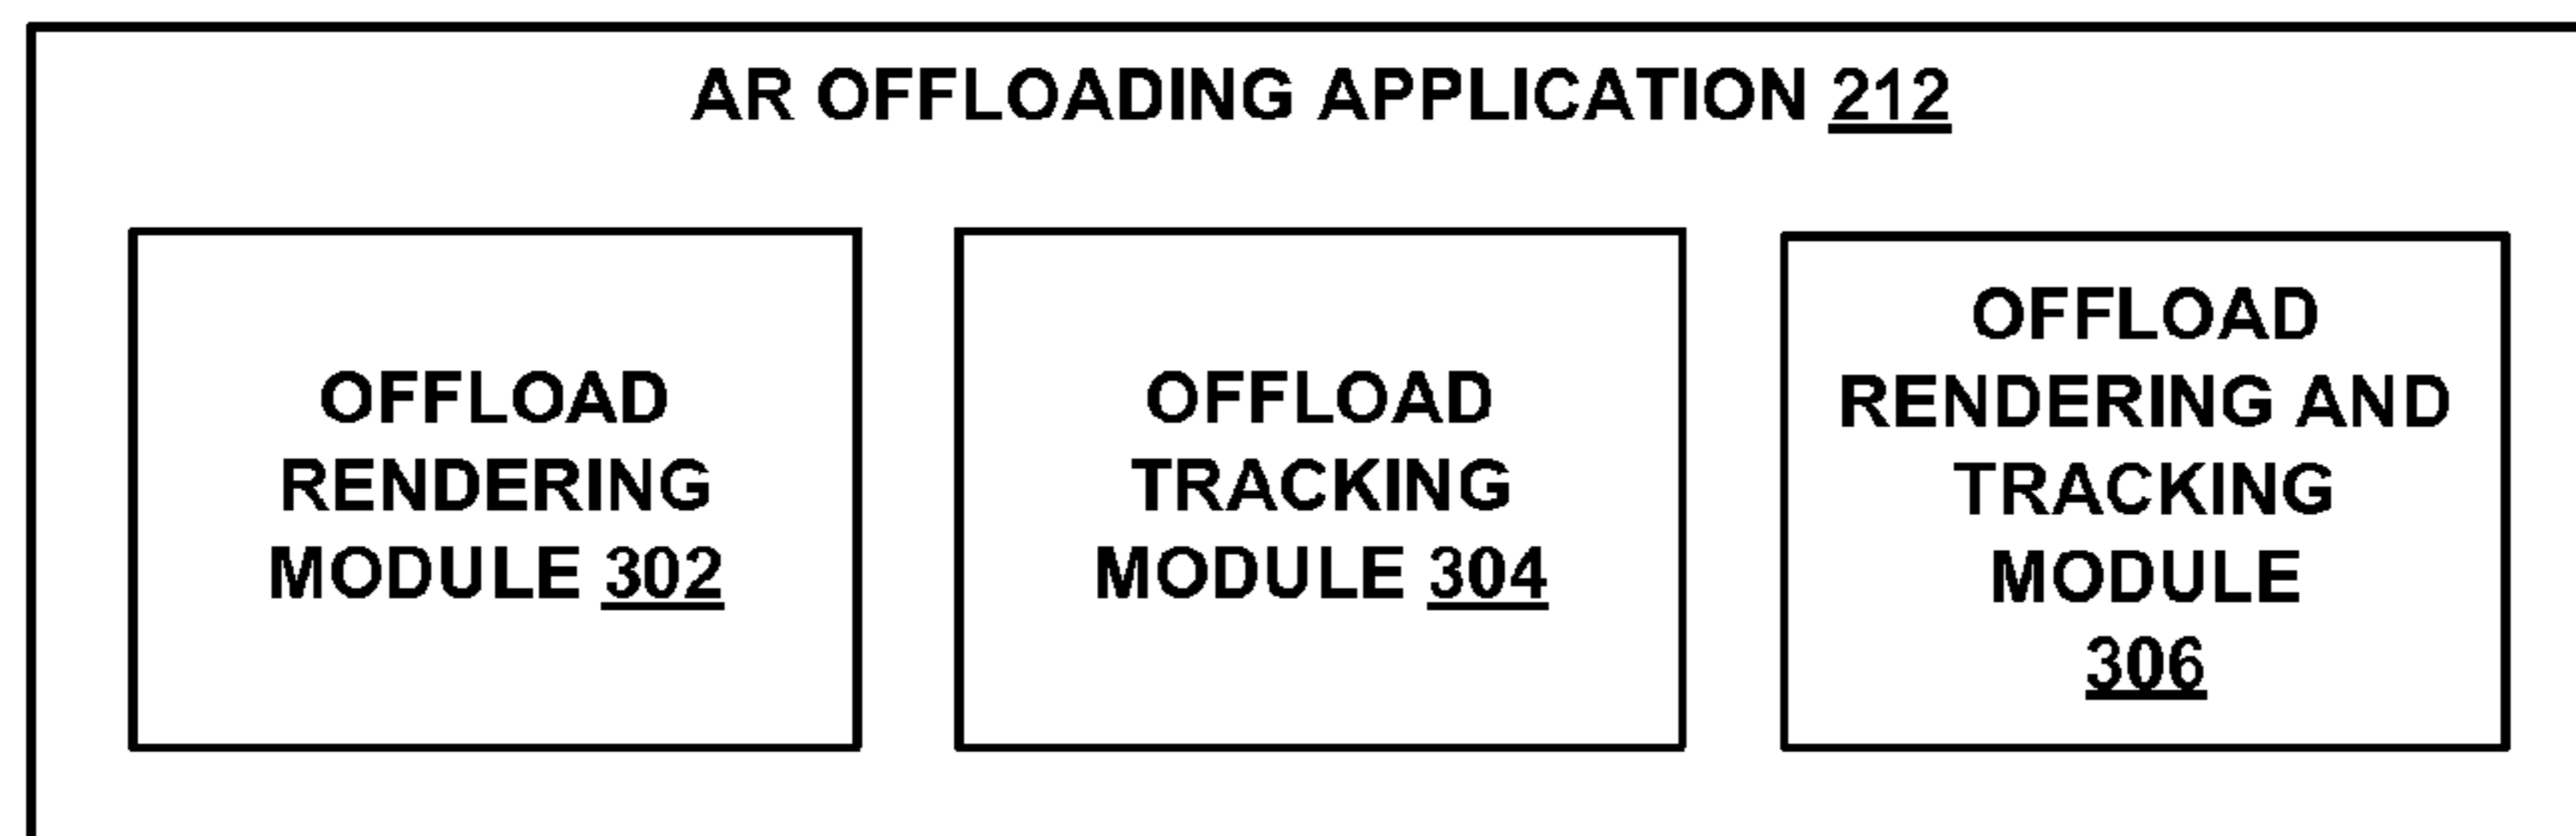 AR OFFLOADING APPLICATION 212
OFFLOAD
RENDERING
MODULE 302
OFFLOAD
TRACKING
MODULE 304
OFFLOAD
RENDERING AND
TRACKING
MODULE
306